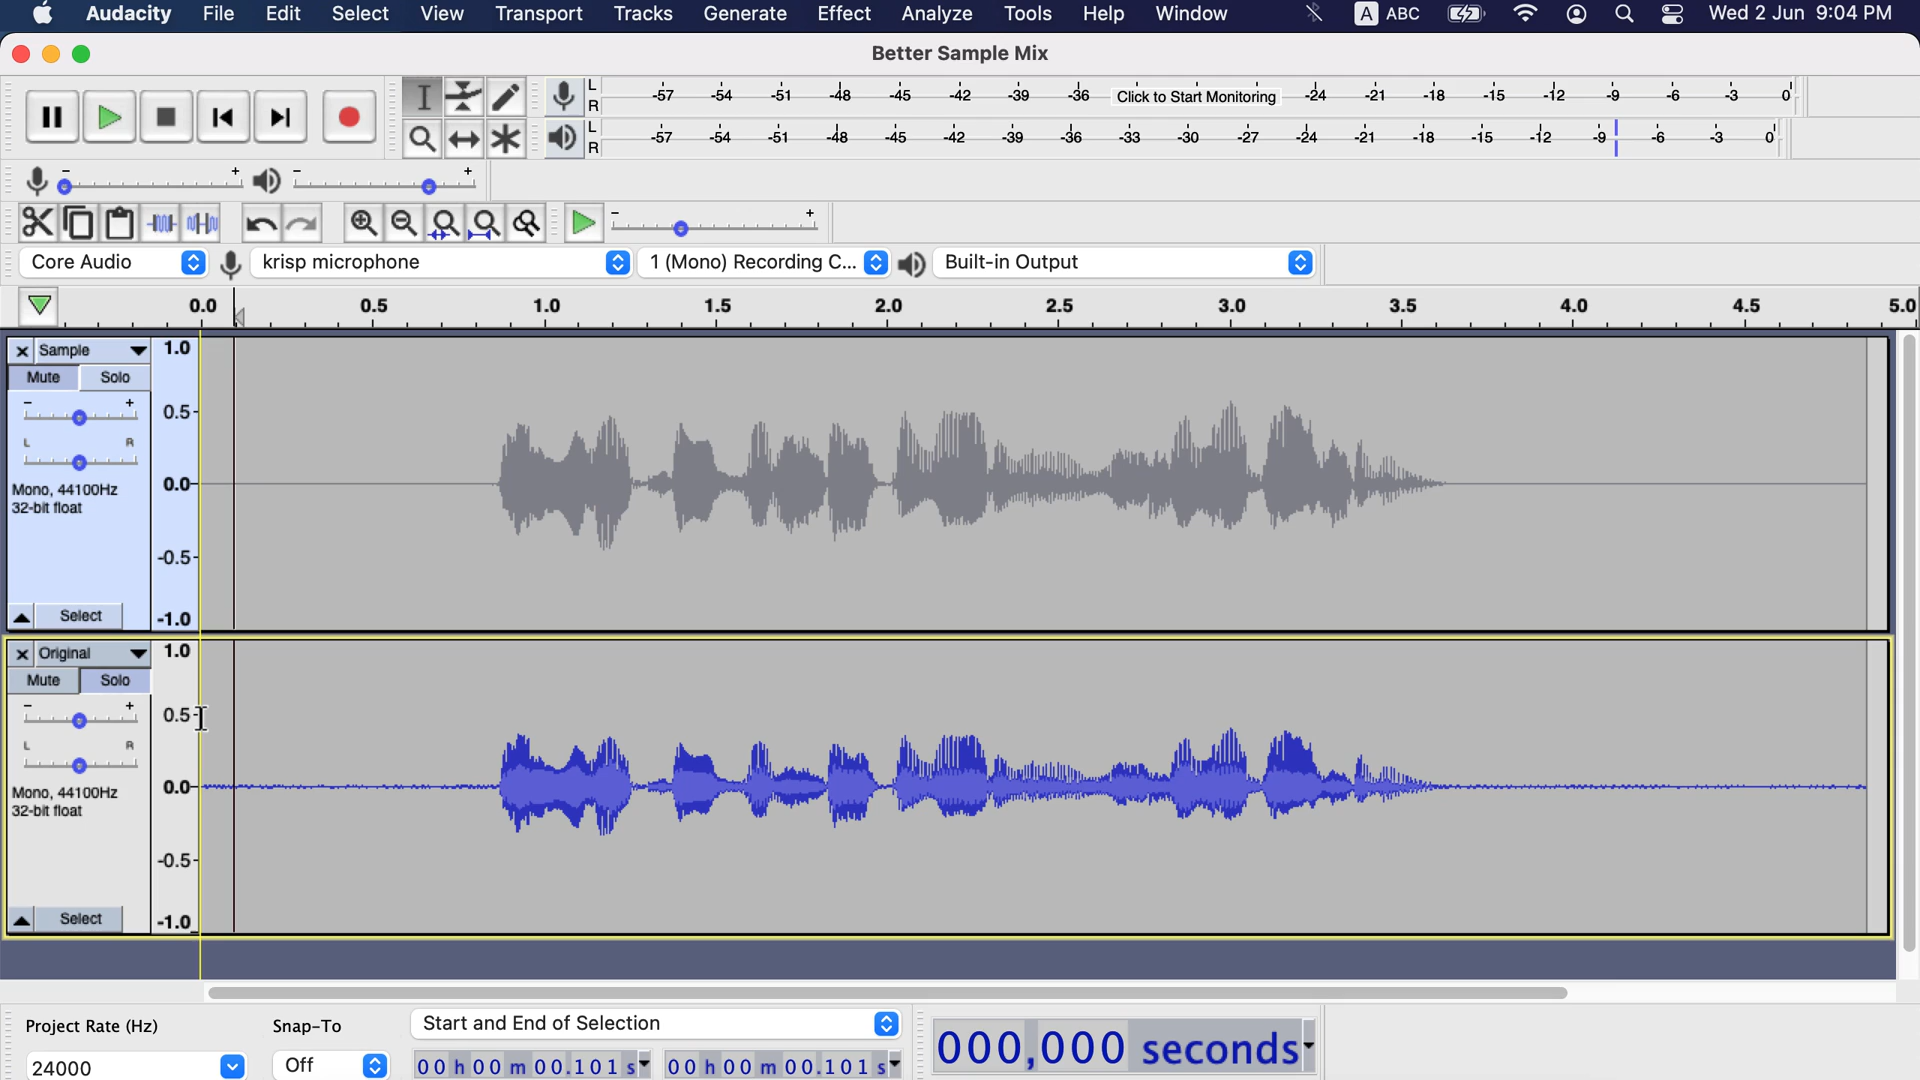 Audacity File Edit Select View Transport Tracks Generate Effect Analyze Tools Help Window A ABC Wed 2 Jun 9:04 PM
Better Sample Mix
L -57 -54 -51 -48 -45 -42 -39 -36 Click to Start Monitoring -24 -21 -18 -15 -12 -9 -6 -3 0
R
L -57 -54 -51 -48 -45 -42 -39 -36 -33 -30 -27 -24 -21 -18 -15 -12 -9 -6 -3 0
R
- + - +
- +
Core Audio krisp microphone 1 (Mono) Recording C... Built-in Output
0.0 0.5 1.0 1.5 2.0 2.5 3.0 3.5 4.0 4.5 5.0
Sample 1.0
Mute Solo
- + 0.5
L R
Mono, 44100Hz 0.0
32-bit float
-0.5
Select -1.0
Original 1.0
Mute Solo
- + 0.5
L R
Mono, 44100Hz 0.0
32-bit float
-0.5
Select -1.0
Project Rate (Hz) Snap-To Start and End of Selection
24000 Off 00 h 00 m 00.101 s 00 h 00 m 00.101 s 000,000 seconds